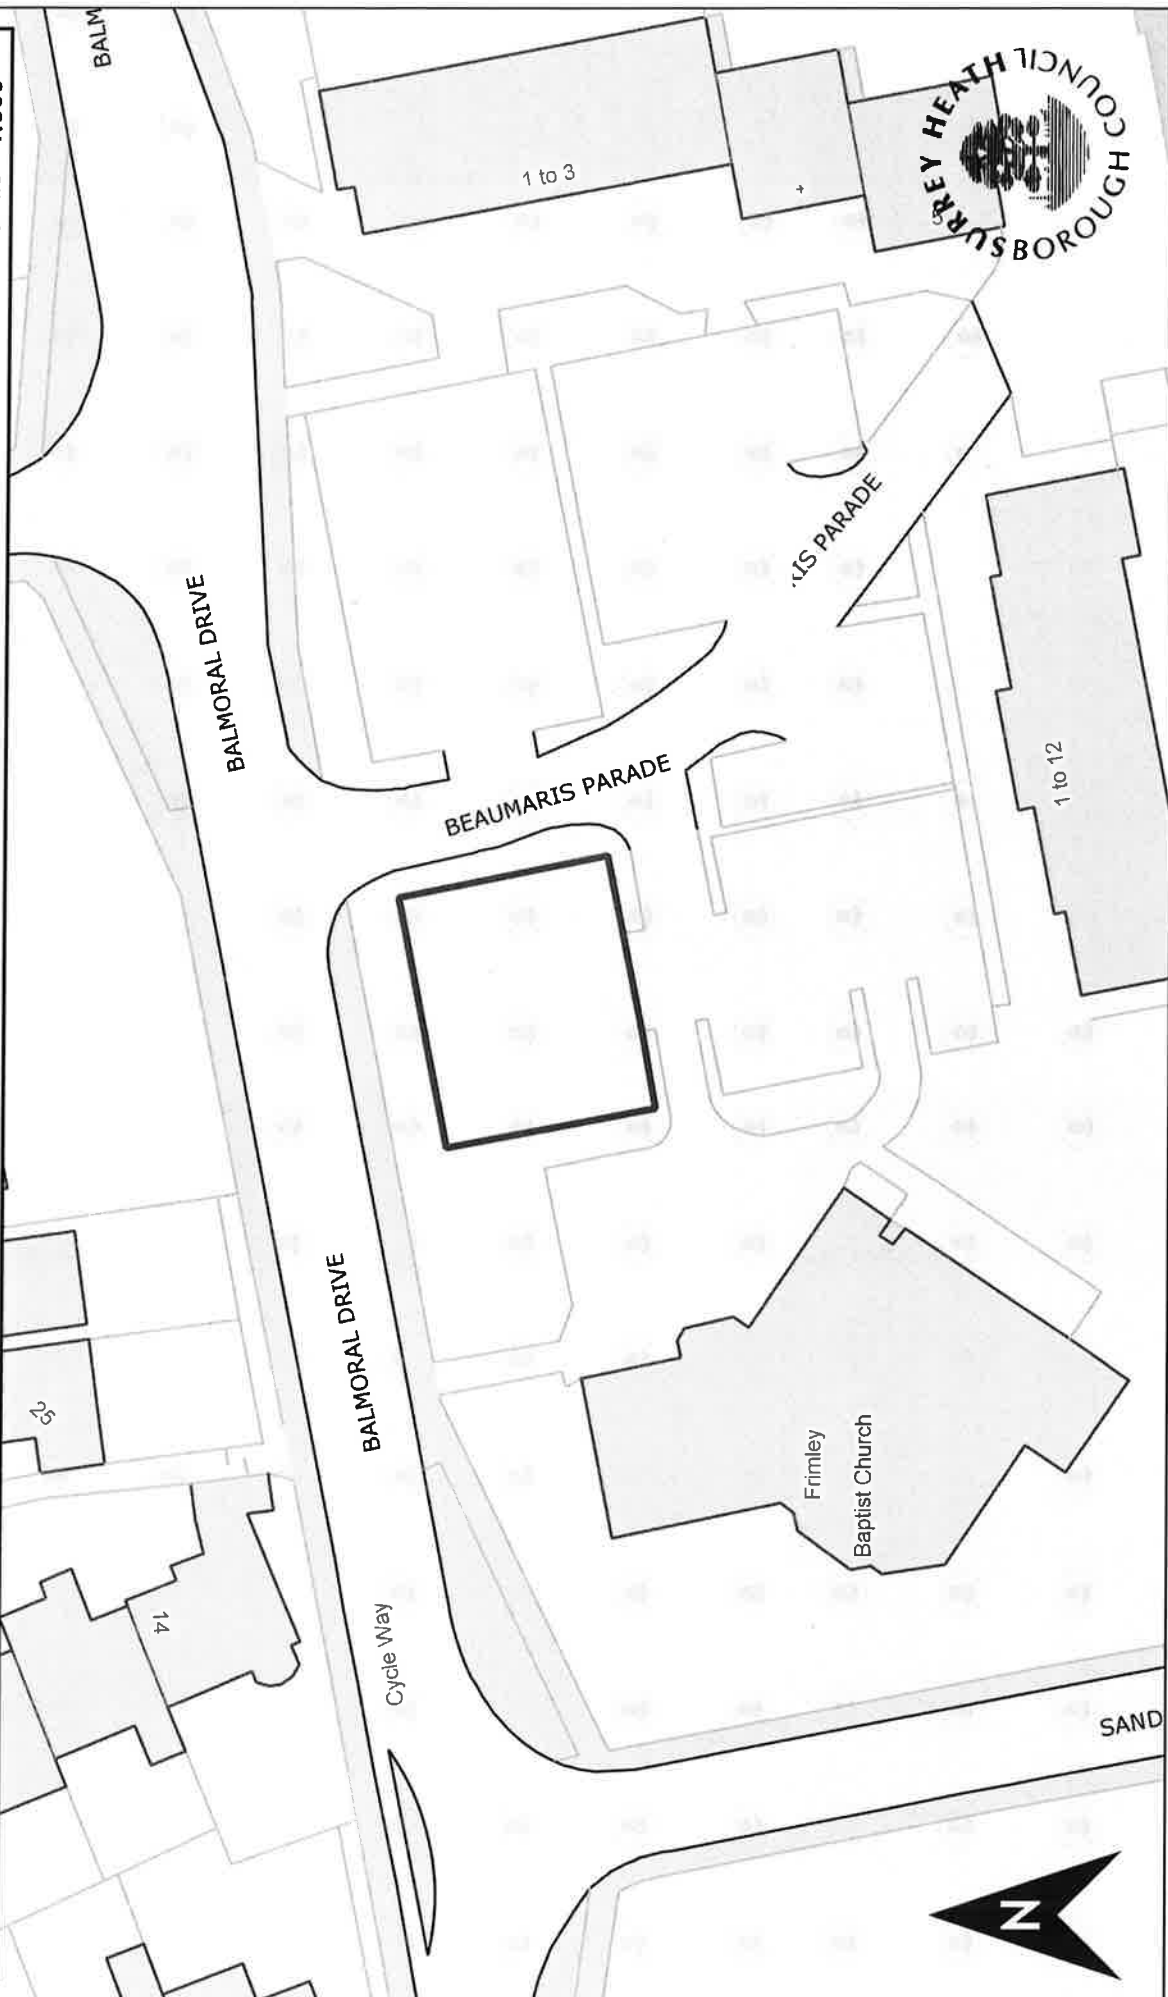 BALM
1 to 3
SURREY HEATH
BOROUGH COUNCIL
BALMORAL DRIVE
RIS PARADE
BEAUMARIS PARADE
1 to 12
BALMORAL DRIVE
25
Frimley
Baptist Church
14
Cycle Way
SAND
N